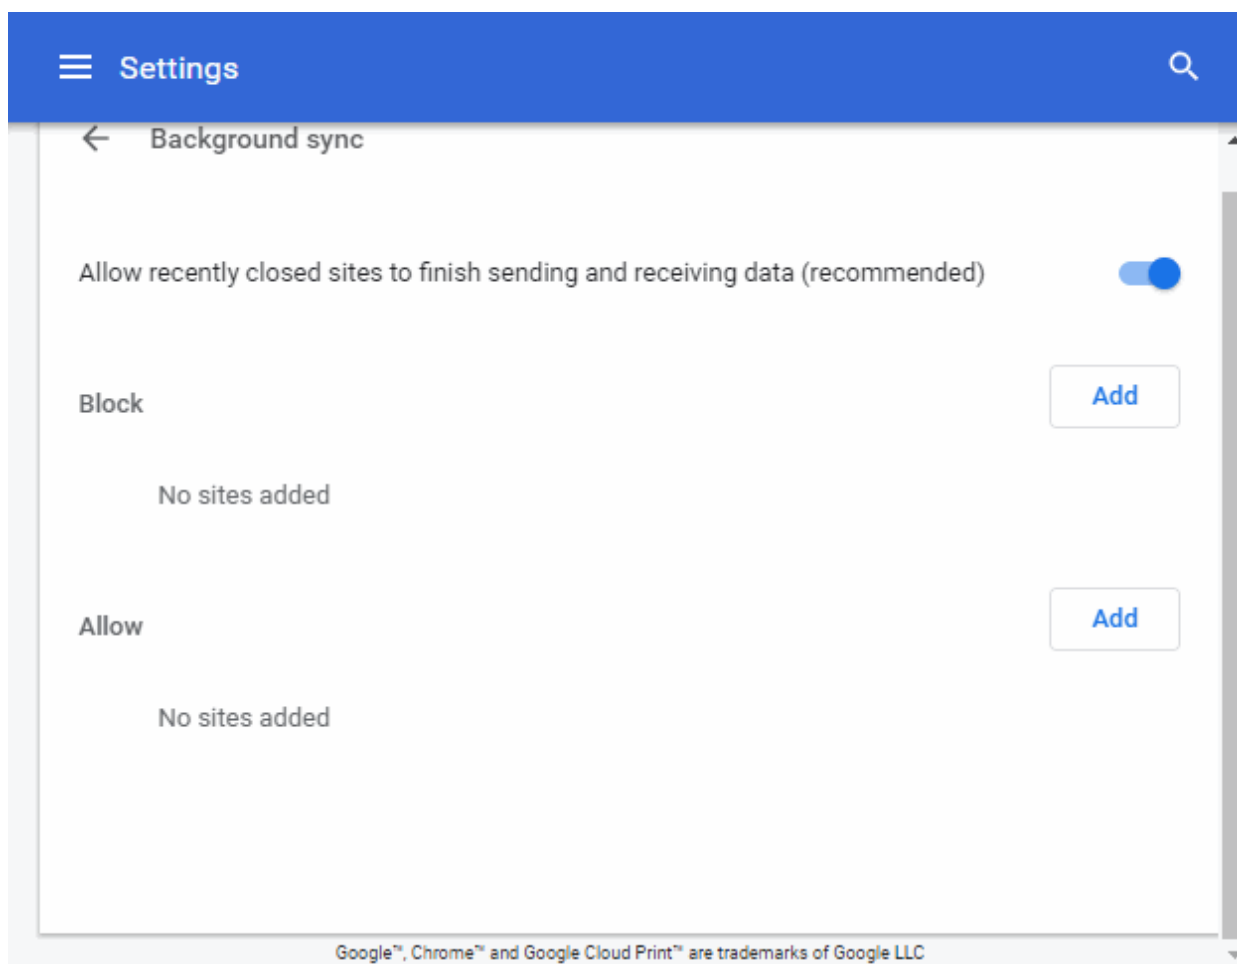 Settings
Background sync
Allow recently closed sites to finish sending and receiving data (recommended)
Block
Add
No sites added
Allow
Add
No sites added
Google™, Chrome™ and Google Cloud Print™ are trademarks of Google LLC